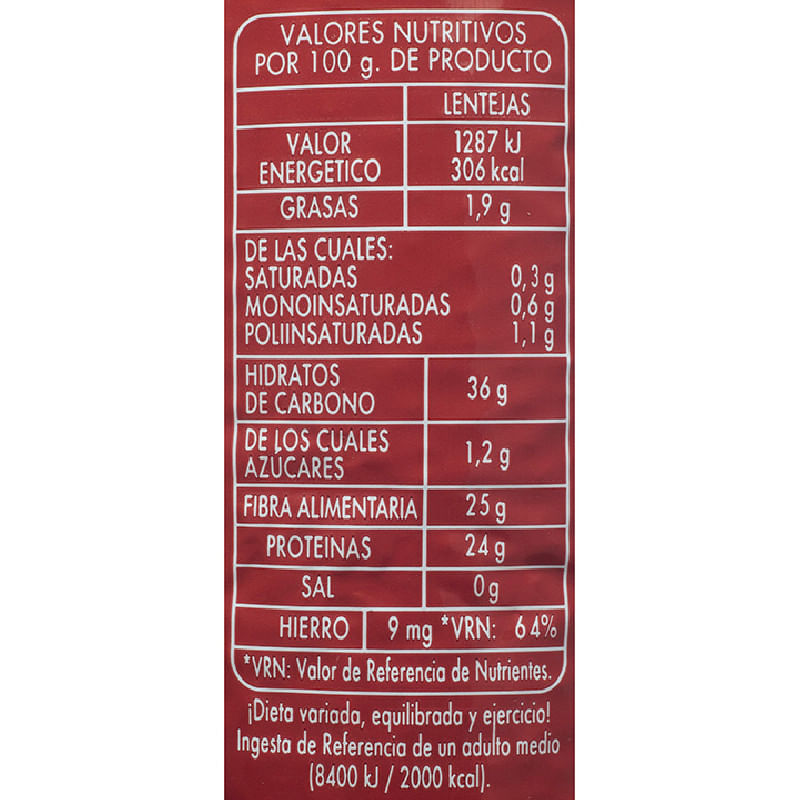 VALORES NUTRITIVOS
POR 100 g. DE PRODUCTO
LENTEJAS
VALOR ENERGETICO 1287 kJ 306 kcal
GRASAS 1,9 g
DE LAS CUALES:
SATURADAS 0,3 g
MONOINSATURADAS 0,6 g
POLIINSATURADAS 1,1 g
HIDRATOS DE CARBONO 36 g
DE LOS CUALES AZÚCARES 1,2 g
FIBRA ALIMENTARIA 25 g
PROTEINAS 24 g
SAL 0 g
HIERRO 9 mg *VRN: 64%
*VRN: Valor de Referencia de Nutrientes.
¡Dieta variada, equilibrada y ejercicio!
Ingesta de Referencia de un adulto medio
(8400 kJ / 2000 kcal).